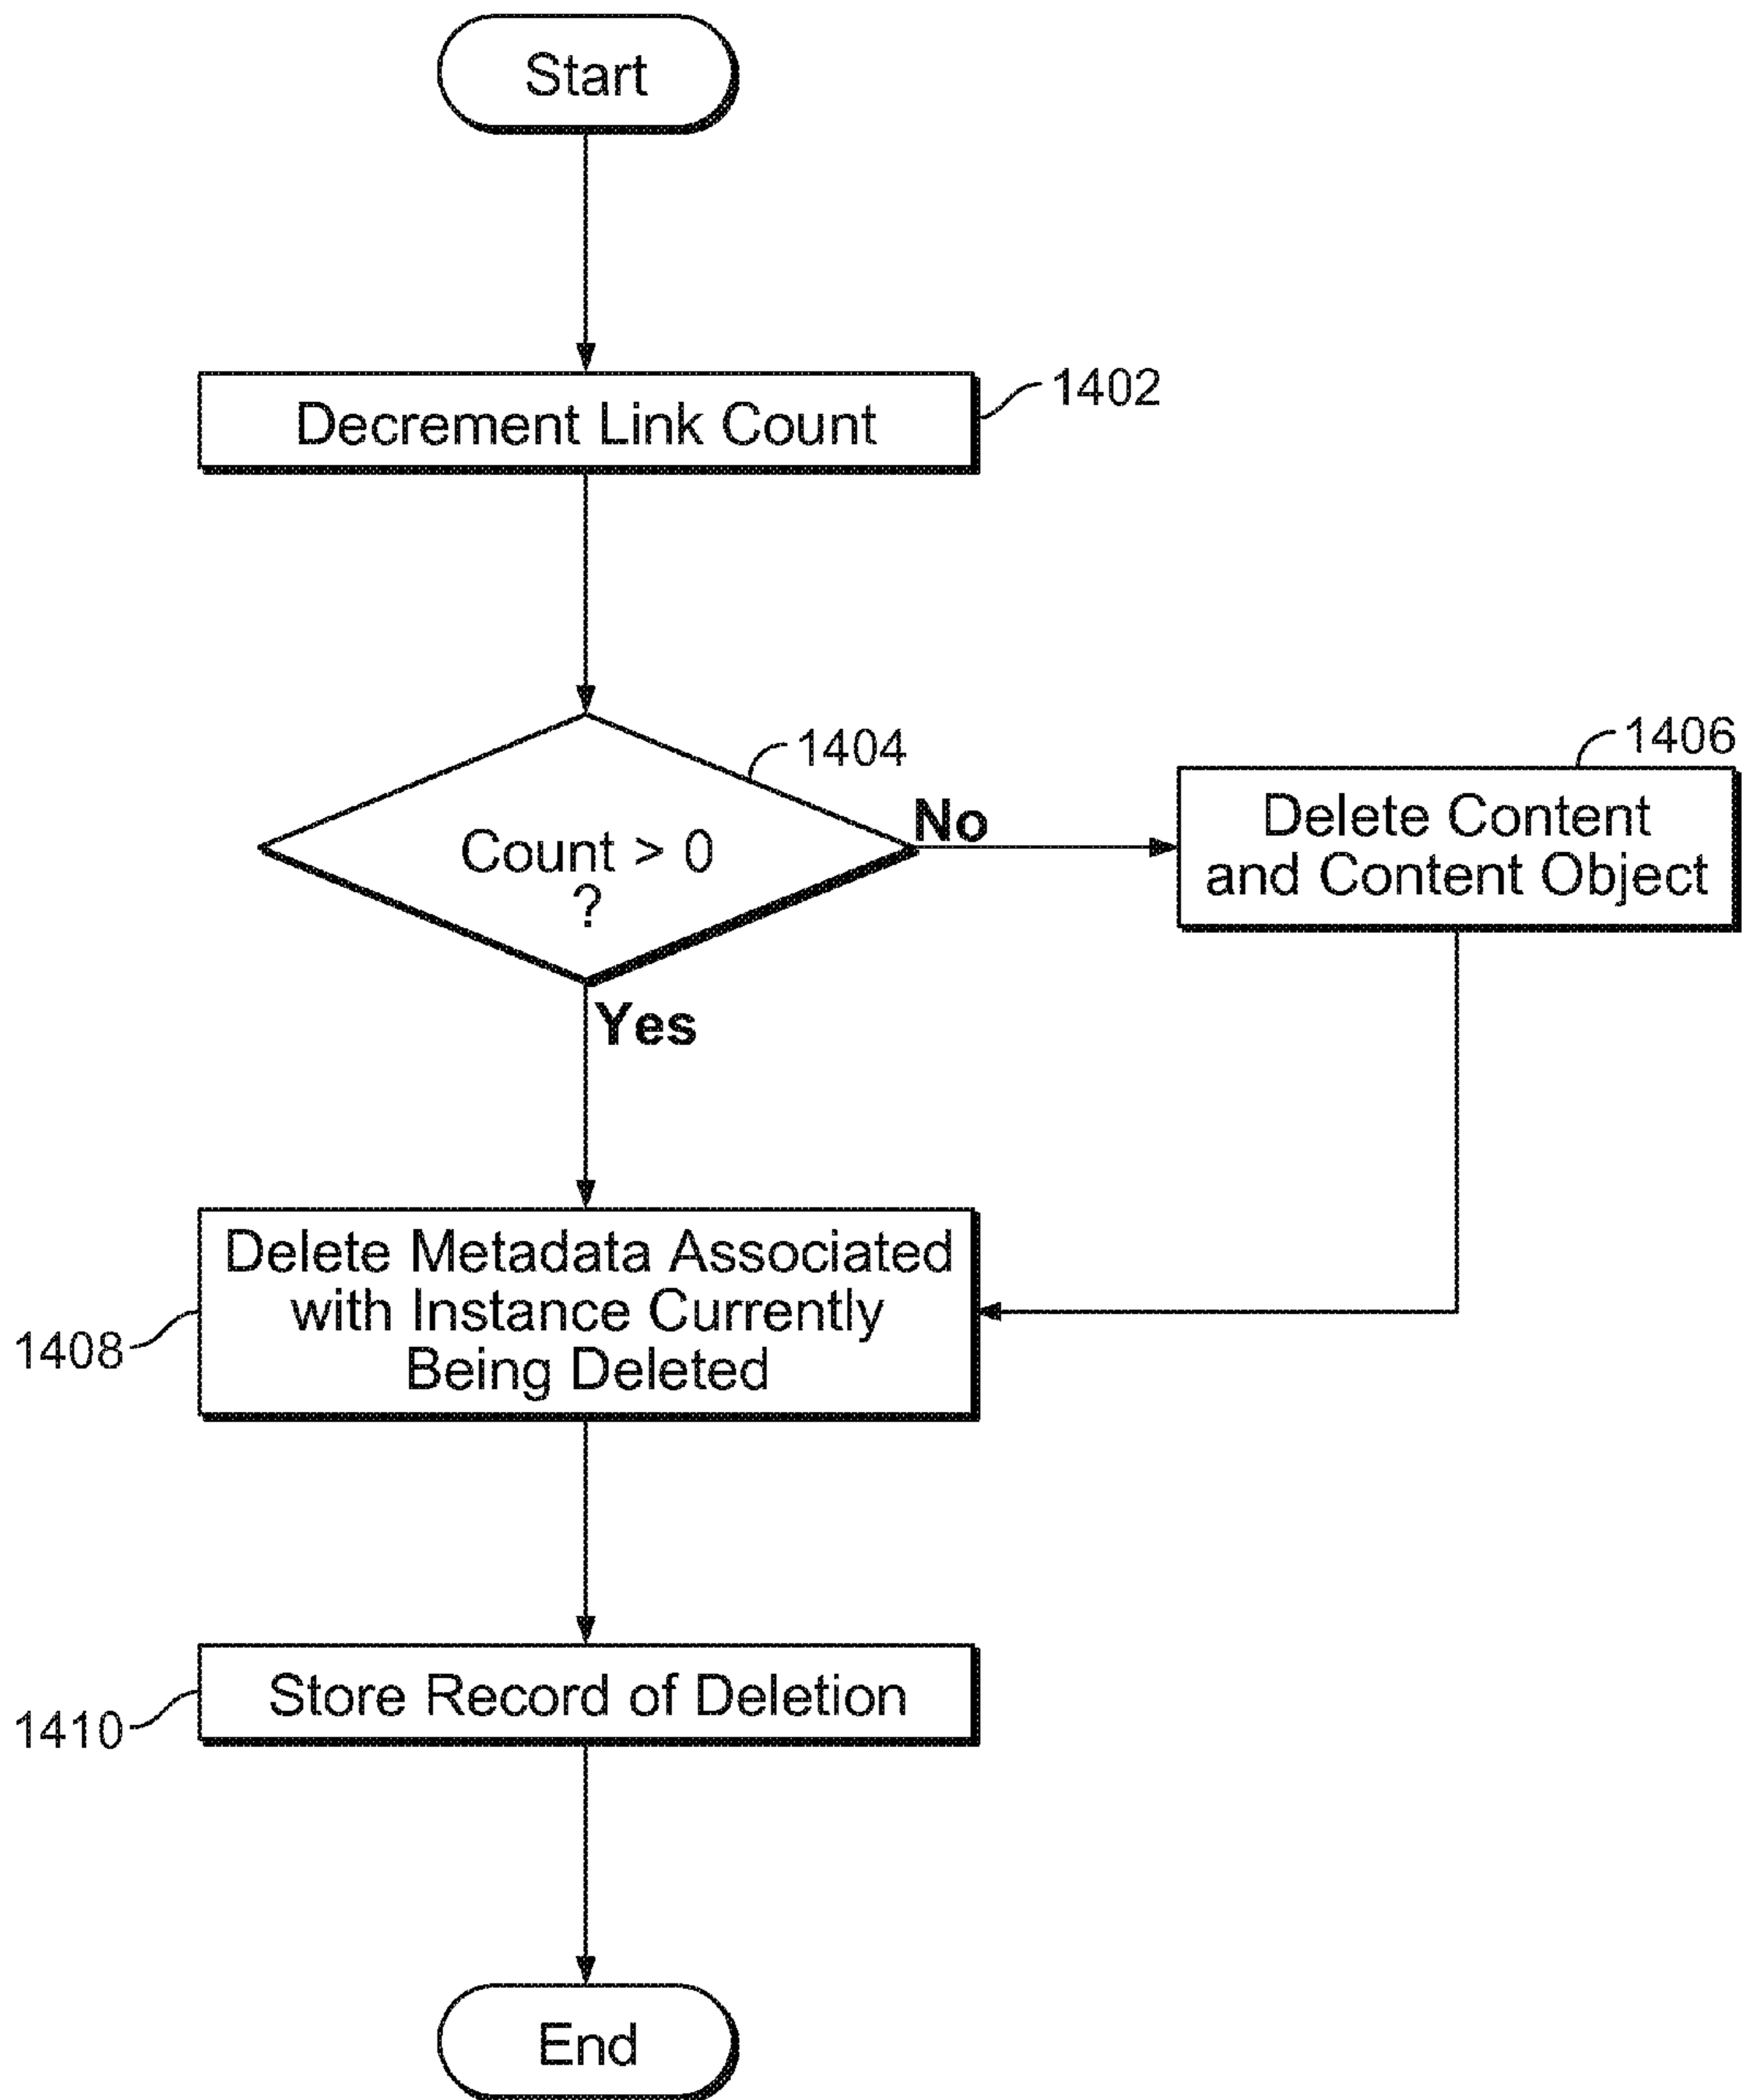 Start
1402
Decrement Link Count
1404
Count > 0
?
No
1406
Delete Content
and Content Object
Yes
1408
Delete Metadata Associated
with Instance Currently
Being Deleted
1410
Store Record of Deletion
End